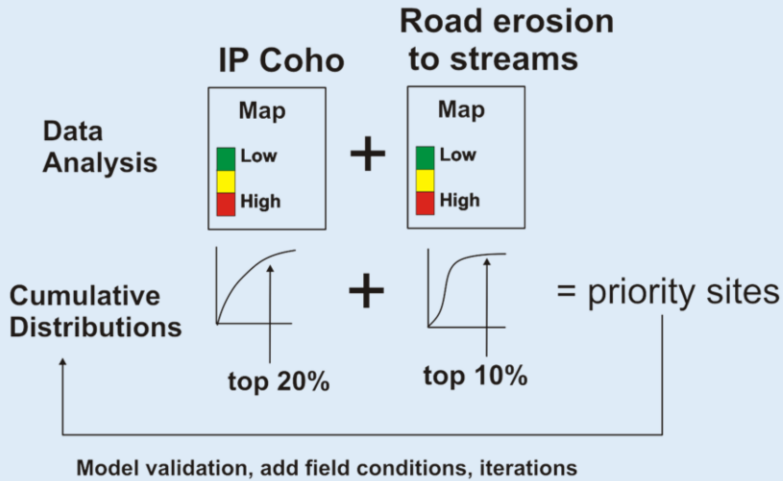 IP Coho
Road erosion
to streams
Data
Analysis
Map
Low
High
+
Map
Low
High
Cumulative
Distributions
+
= priority sites
top 20%
top 10%
Model validation, add field conditions, iterations